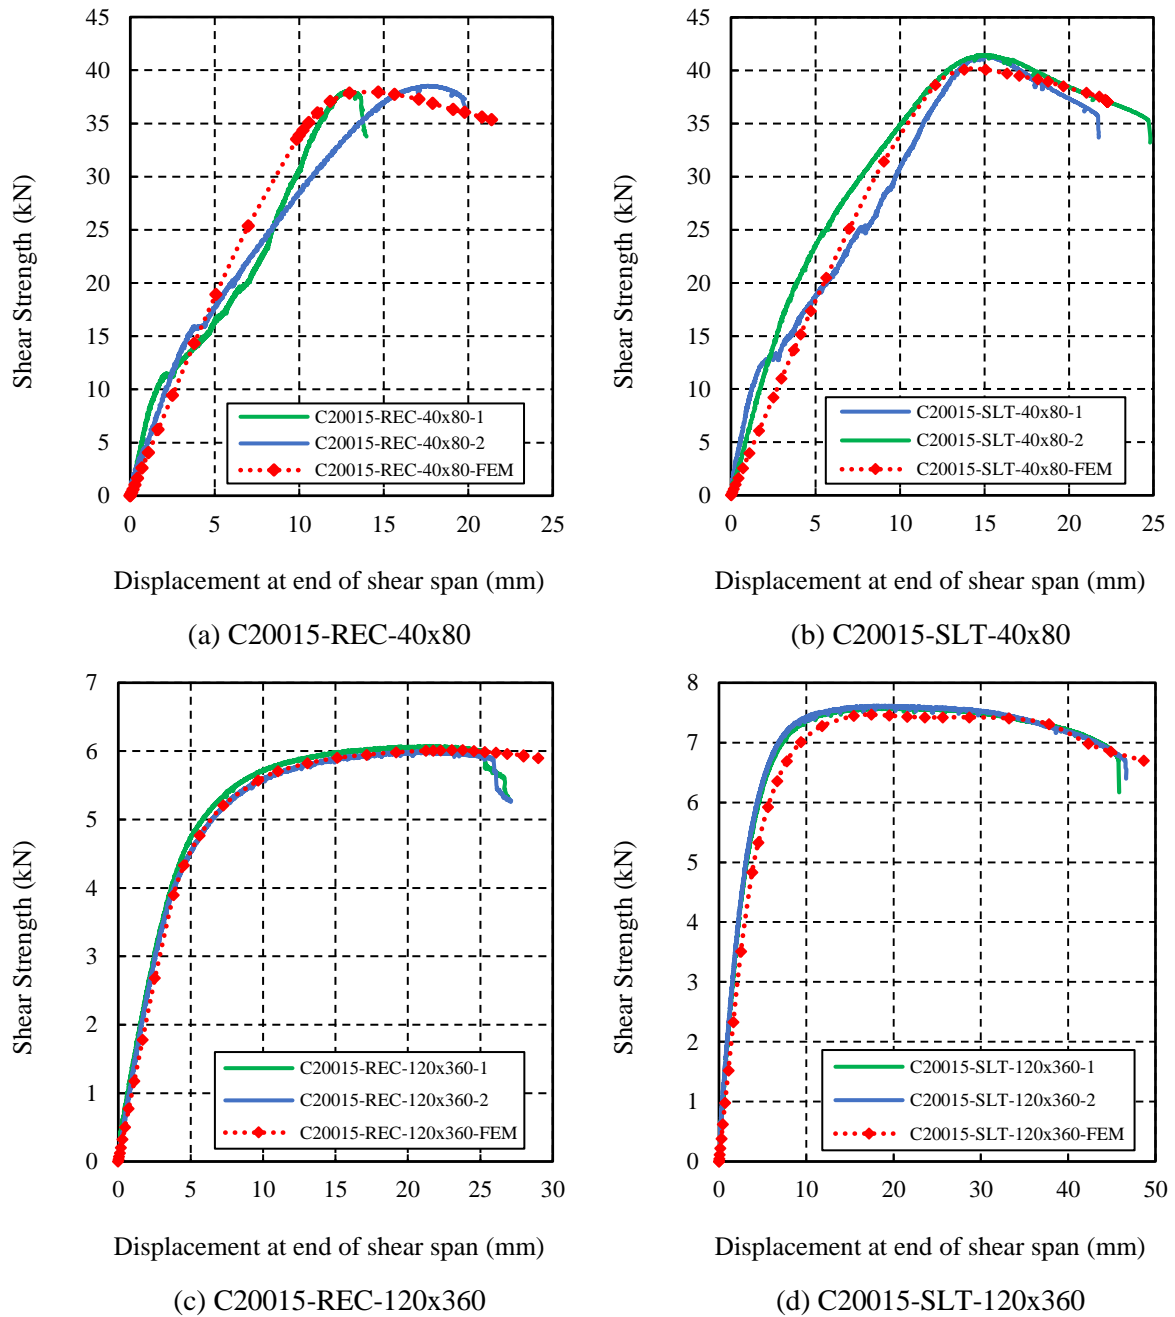 45
40
35
30
25
20
15
10
5
0
Shear Strength (kN)
C20015-REC-40x80-1
C20015-REC-40x80-2
C20015-REC-40x80-FEM
0 5 10 15 20 25
Displacement at end of shear span (mm)
(a) C20015-REC-40x80
45
40
35
30
25
20
15
10
5
0
Shear Strength (kN)
C20015-SLT-40x80-1
C20015-SLT-40x80-2
C20015-SLT-40x80-FEM
0 5 10 15 20 25
Displacement at end of shear span (mm)
(b) C20015-SLT-40x80
7
6
5
4
3
2
1
0
Shear Strength (kN)
C20015-REC-120x360-1
C20015-REC-120x360-2
C20015-REC-120x360-FEM
0 5 10 15 20 25 30
Displacement at end of shear span (mm)
(c) C20015-REC-120x360
8
7
6
5
4
3
2
1
0
Shear Strength (kN)
C20015-SLT-120x360-1
C20015-SLT-120x360-2
C20015-SLT-120x360-FEM
0 10 20 30 40 50
Displacement at end of shear span (mm)
(d) C20015-SLT-120x360